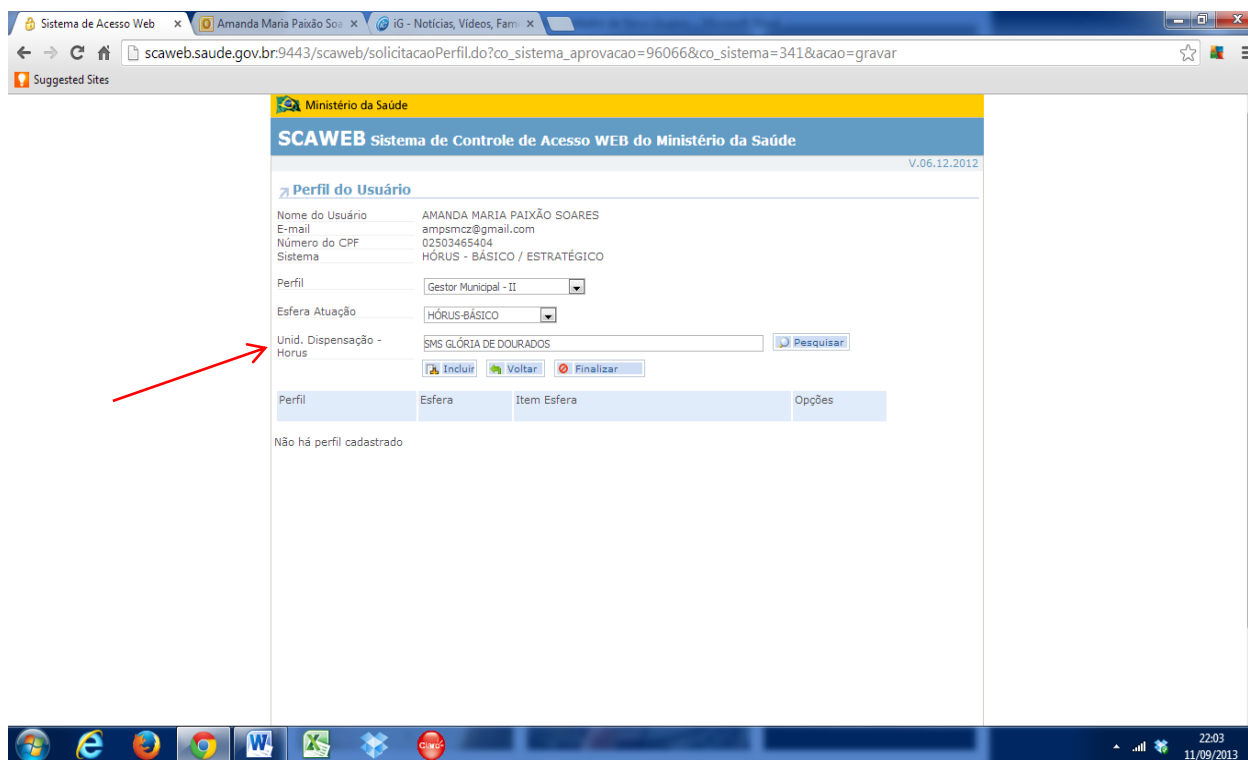 Sistema de Acesso Web
Amanda Maria Paixão Soa
iG - Notícias, Vídeos, Fam
scaweb.saude.gov.br:9443/scaweb/solicitacaoPerfil.do?co_sistema_aprovacao=96066&co_sistema=341&acao=gravar
Suggested Sites
Ministério da Saúde
SCAWEB Sistema de Controle de Acesso WEB do Ministério da Saúde
V.06.12.2012
Perfil do Usuário
Nome do Usuário AMANDA MARIA PAIXÃO SOARES
E-mail ampsmcz@gmail.com
Número do CPF 02503465404
Sistema HÓRUS - BÁSICO / ESTRATÉGICO
Perfil Gestor Municipal - II
Esfera Atuação HÓRUS-BÁSICO
Unid. Dispensação -
Horus
SMS GLÓRIA DE DOURADOS Pesquisar
Incluir Voltar Finalizar
Perfil Esfera Item Esfera Opções
Não há perfil cadastrado
Claro
22:03
11/09/2013